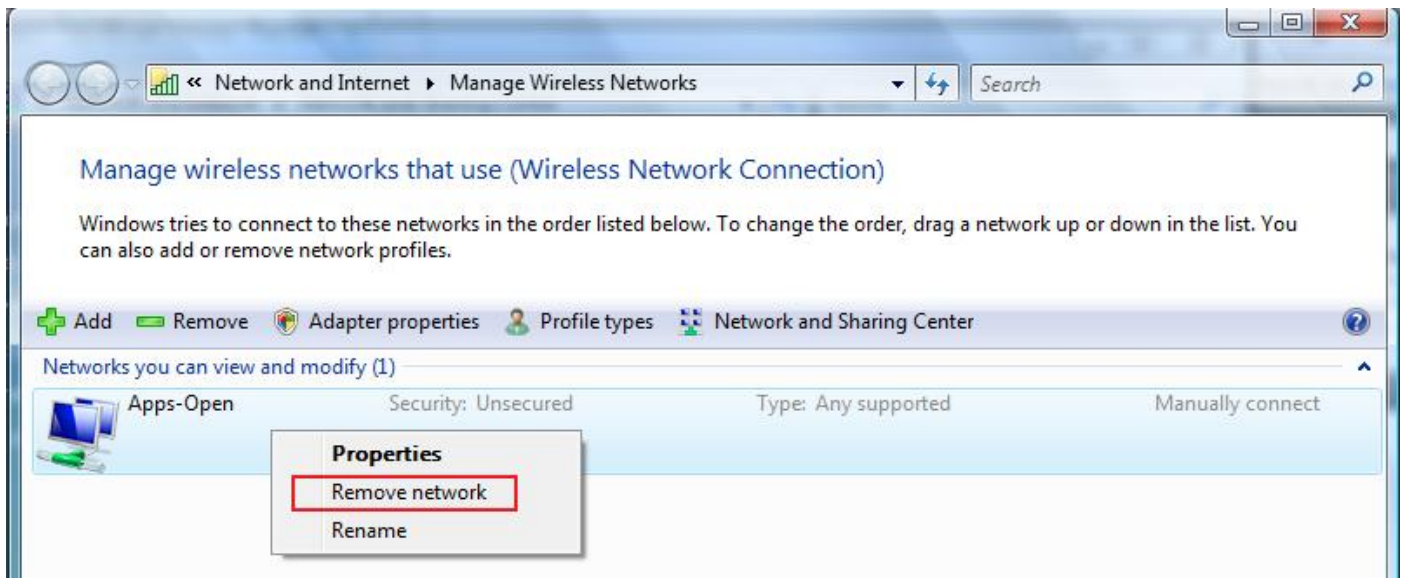 « Network and Internet ▸ Manage Wireless Networks
Search
Manage wireless networks that use (Wireless Network Connection)
Windows tries to connect to these networks in the order listed below. To change the order, drag a network up or down in the list. You
can also add or remove network profiles.
Add Remove Adapter properties Profile types Network and Sharing Center
Networks you can view and modify (1)
Apps-Open Security: Unsecured Type: Any supported Manually connect
Properties
Remove network
Rename